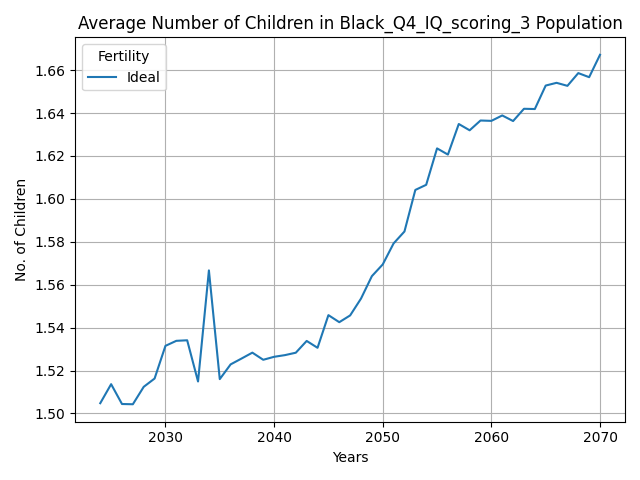 Average Number of Children in Black_Q4_IQ_scoring_3 Population
Fertility
Ideal
No. of Children
1.66
1.64
1.62
1.60
1.58
1.56
1.54
1.52
1.50
2030 2040 2050 2060 2070
Years